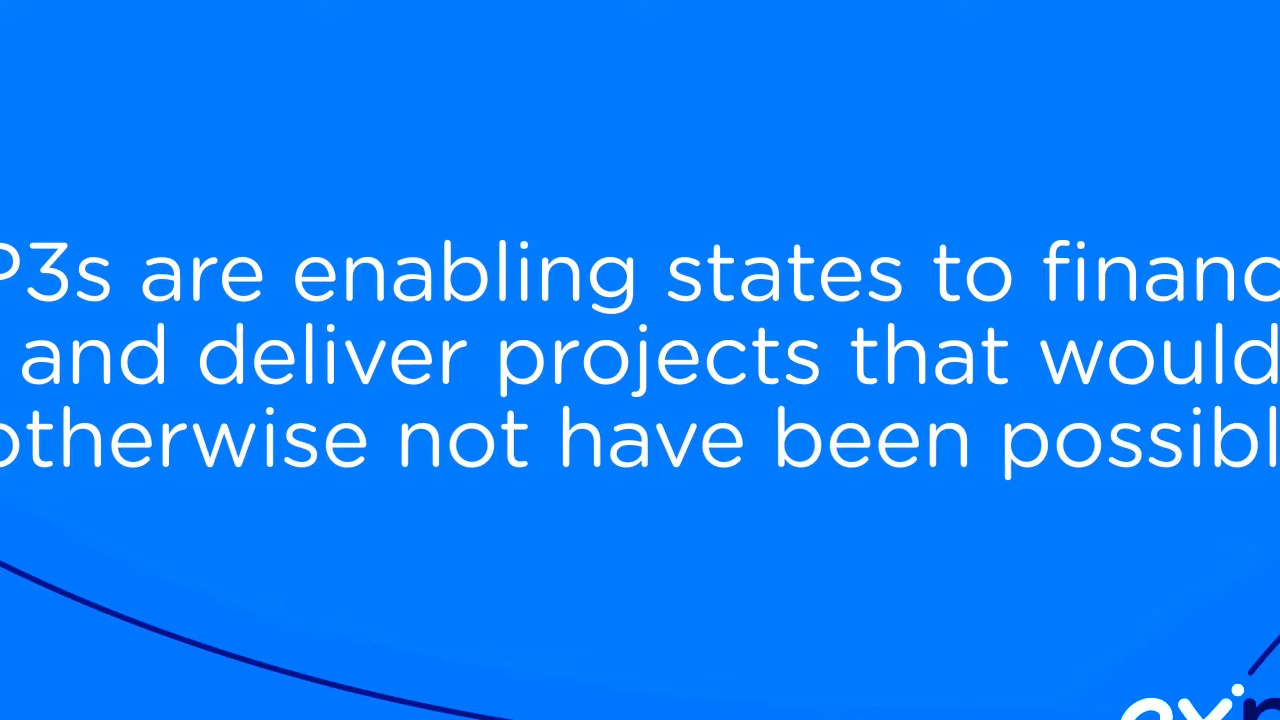 P3s are enabling states to financ
and deliver projects that would
otherwise not have been possibl